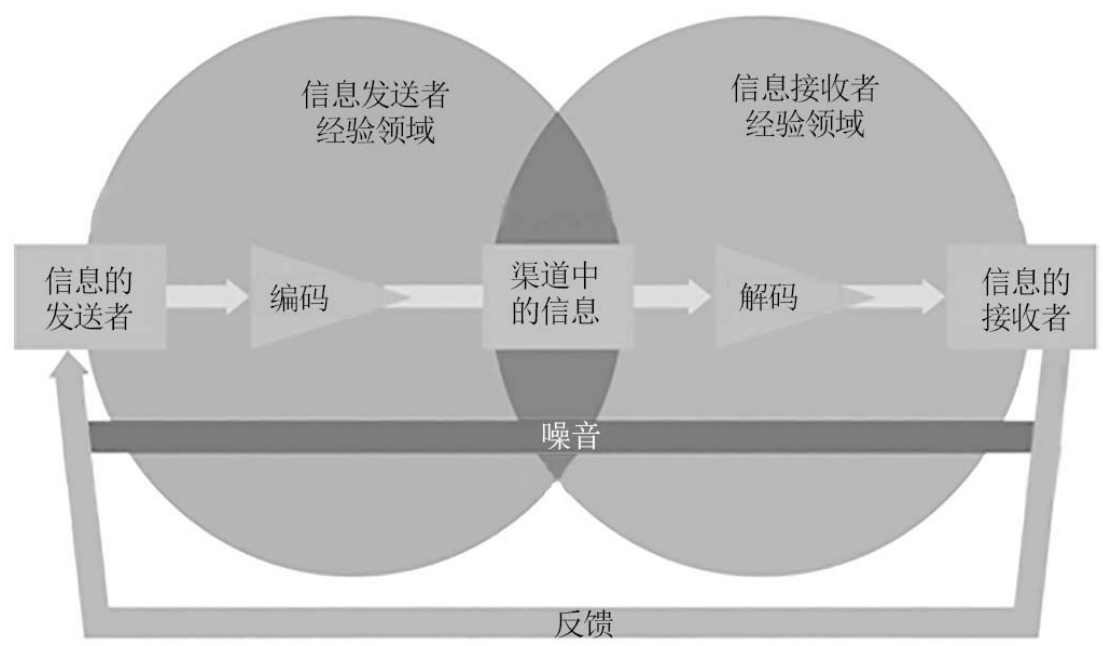 信息发送者
经验领域
信息接收者
经验领域
信息的
发送者
编码
渠道中
的信息
解码
信息的
接收者
噪音
反馈